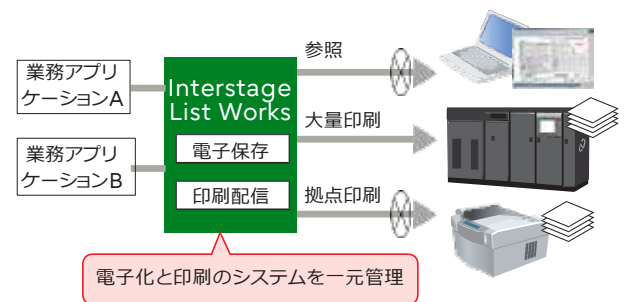 業務アプリ
ケーションA
業務アプリ
ケーションB
Interstage
List Works
電子保存
印刷配信
参照
大量印刷
拠点印刷
電子化と印刷のシステムを一元管理